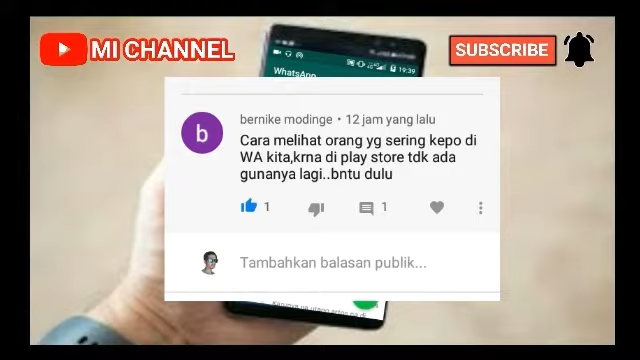 MI CHANNEL
SUBSCRIBE
19:39
WhatsApp
b
bernike modinge • 12 jam yang lalu
Cara melihat orang yg sering kepo di
WA kita,krna di play store tdk ada
gunanya lagi..bntu dulu
1
1
Tambahkan balasan publik...